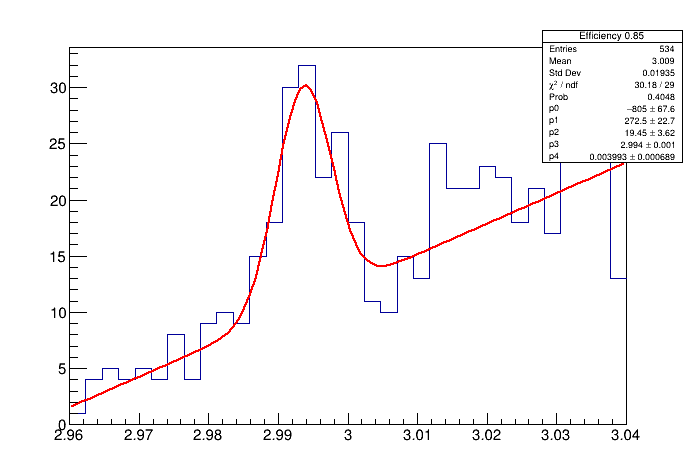 Efficiency 0.85
Entries 534
Mean 3.009
Std Dev 0.01935
χ² / ndf 30.18 / 29
Prob 0.4048
p0 −805 ± 67.6
p1 272.5 ± 22.7
p2 19.45 ± 3.62
p3 2.994 ± 0.001
p4 0.003993 ± 0.000689
30
25
20
15
10
5
0
2.96 2.97 2.98 2.99 3 3.01 3.02 3.03 3.04